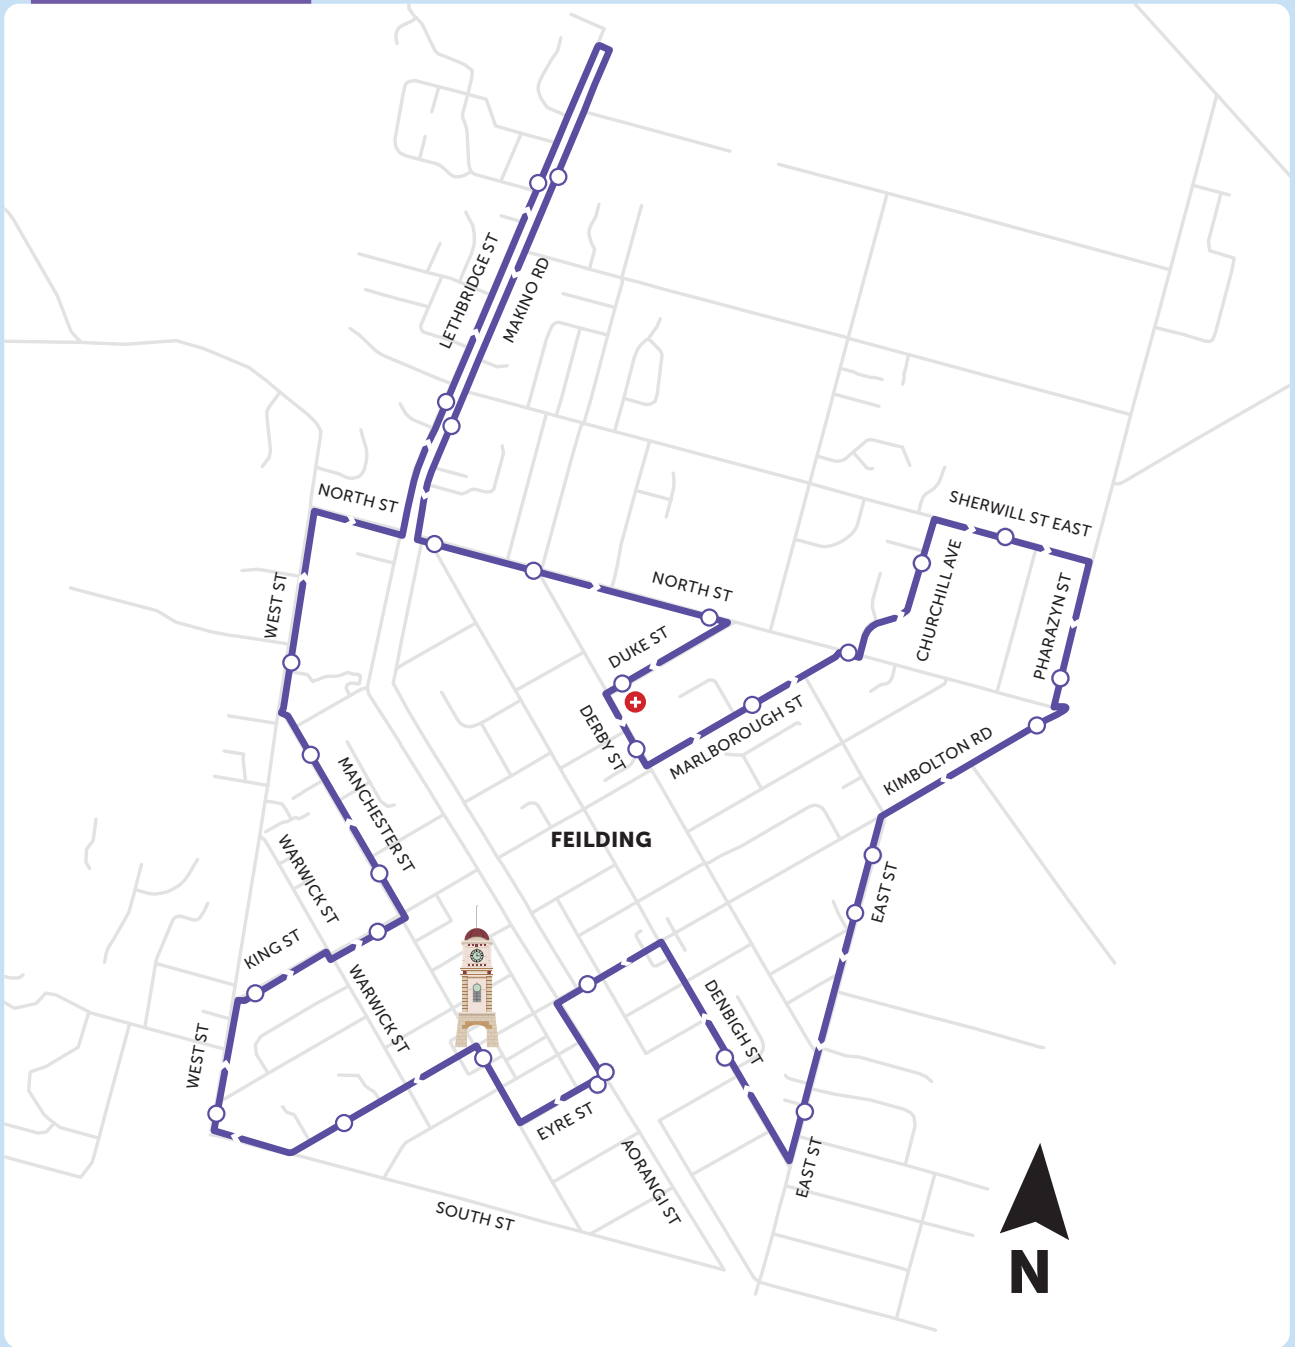 LETHBRIDGE ST
MAKINO RD
NORTH ST
SHERWILL ST EAST
CHURCHILL AVE
PHARAZYN ST
NORTH ST
WEST ST
DUKE ST
DERBY ST
MARLBOROUGH ST
KIMBOLTON RD
MANCHESTER ST
FEILDING
WARWICK ST
EAST ST
KING ST
WARWICK ST
DENBIGH ST
WEST ST
EYRE ST
AORANGI ST
EAST ST
SOUTH ST
N